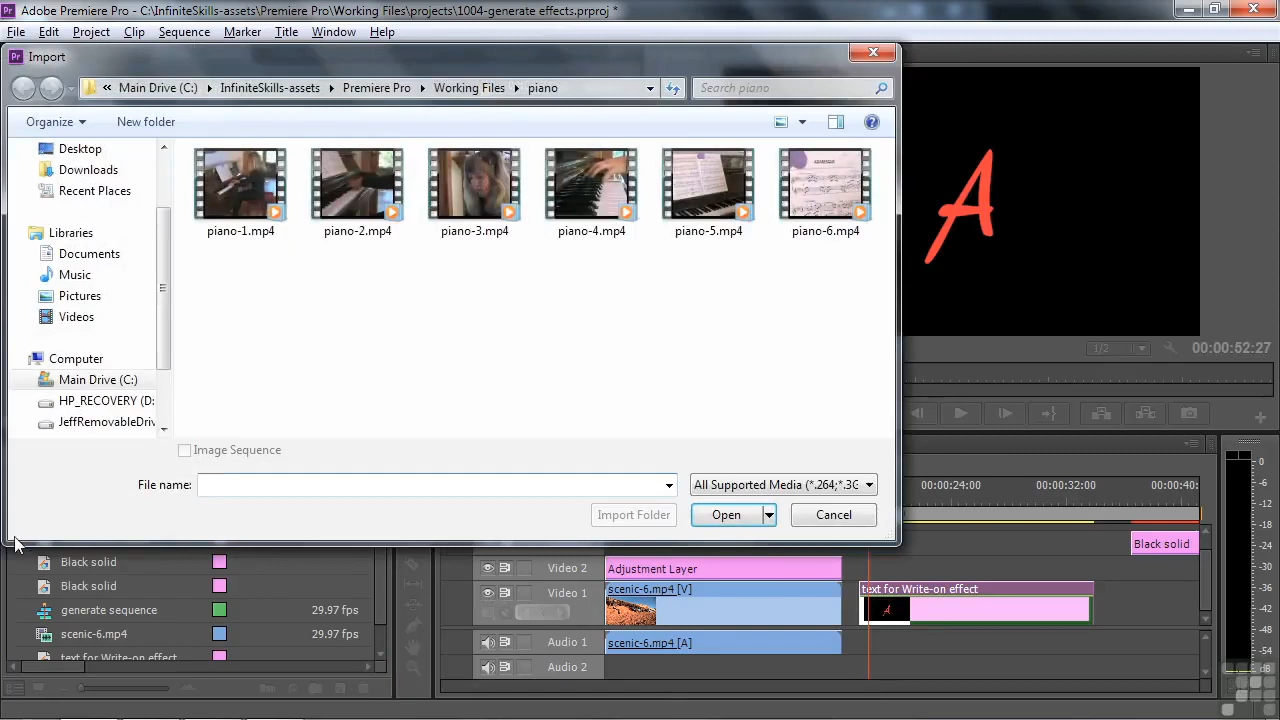 Adobe Premiere Pro - C:\InfiniteSkills-assets\Premiere Pro\Working Files\projects\1004-generate effects.prproj *
File Edit Project Clip Sequence Marker Title Window Help
Import
« Main Drive (C:) InfiniteSkills-assets Premiere Pro Working Files piano
Search piano
Organize New folder
Desktop
Downloads
Recent Places
Libraries
Documents
Music
Pictures
Videos
Computer
Main Drive (C:)
HP_RECOVERY (D:
JeffRemovableDriv
piano-1.mp4 piano-2.mp4 piano-3.mp4 piano-4.mp4 piano-5.mp4 piano-6.mp4
Image Sequence
File name:
All Supported Media (*.264;*.3G
Import Folder Open Cancel
A
1/2 00:00:52:27
00:00:24:00 00:00:32:00 00:00:40:
Black solid
Black solid
Black solid
generate sequence 29.97 fps
scenic-6.mp4 29.97 fps
text for Write-on effect
Video 2 Adjustment Layer
Video 1 scenic-6.mp4 [V] text for Write-on effect
Audio 1 scenic-6.mp4 [A]
Audio 2
0
-6
-12
-18
-24
-30
-36
-42
-48
-54
dB